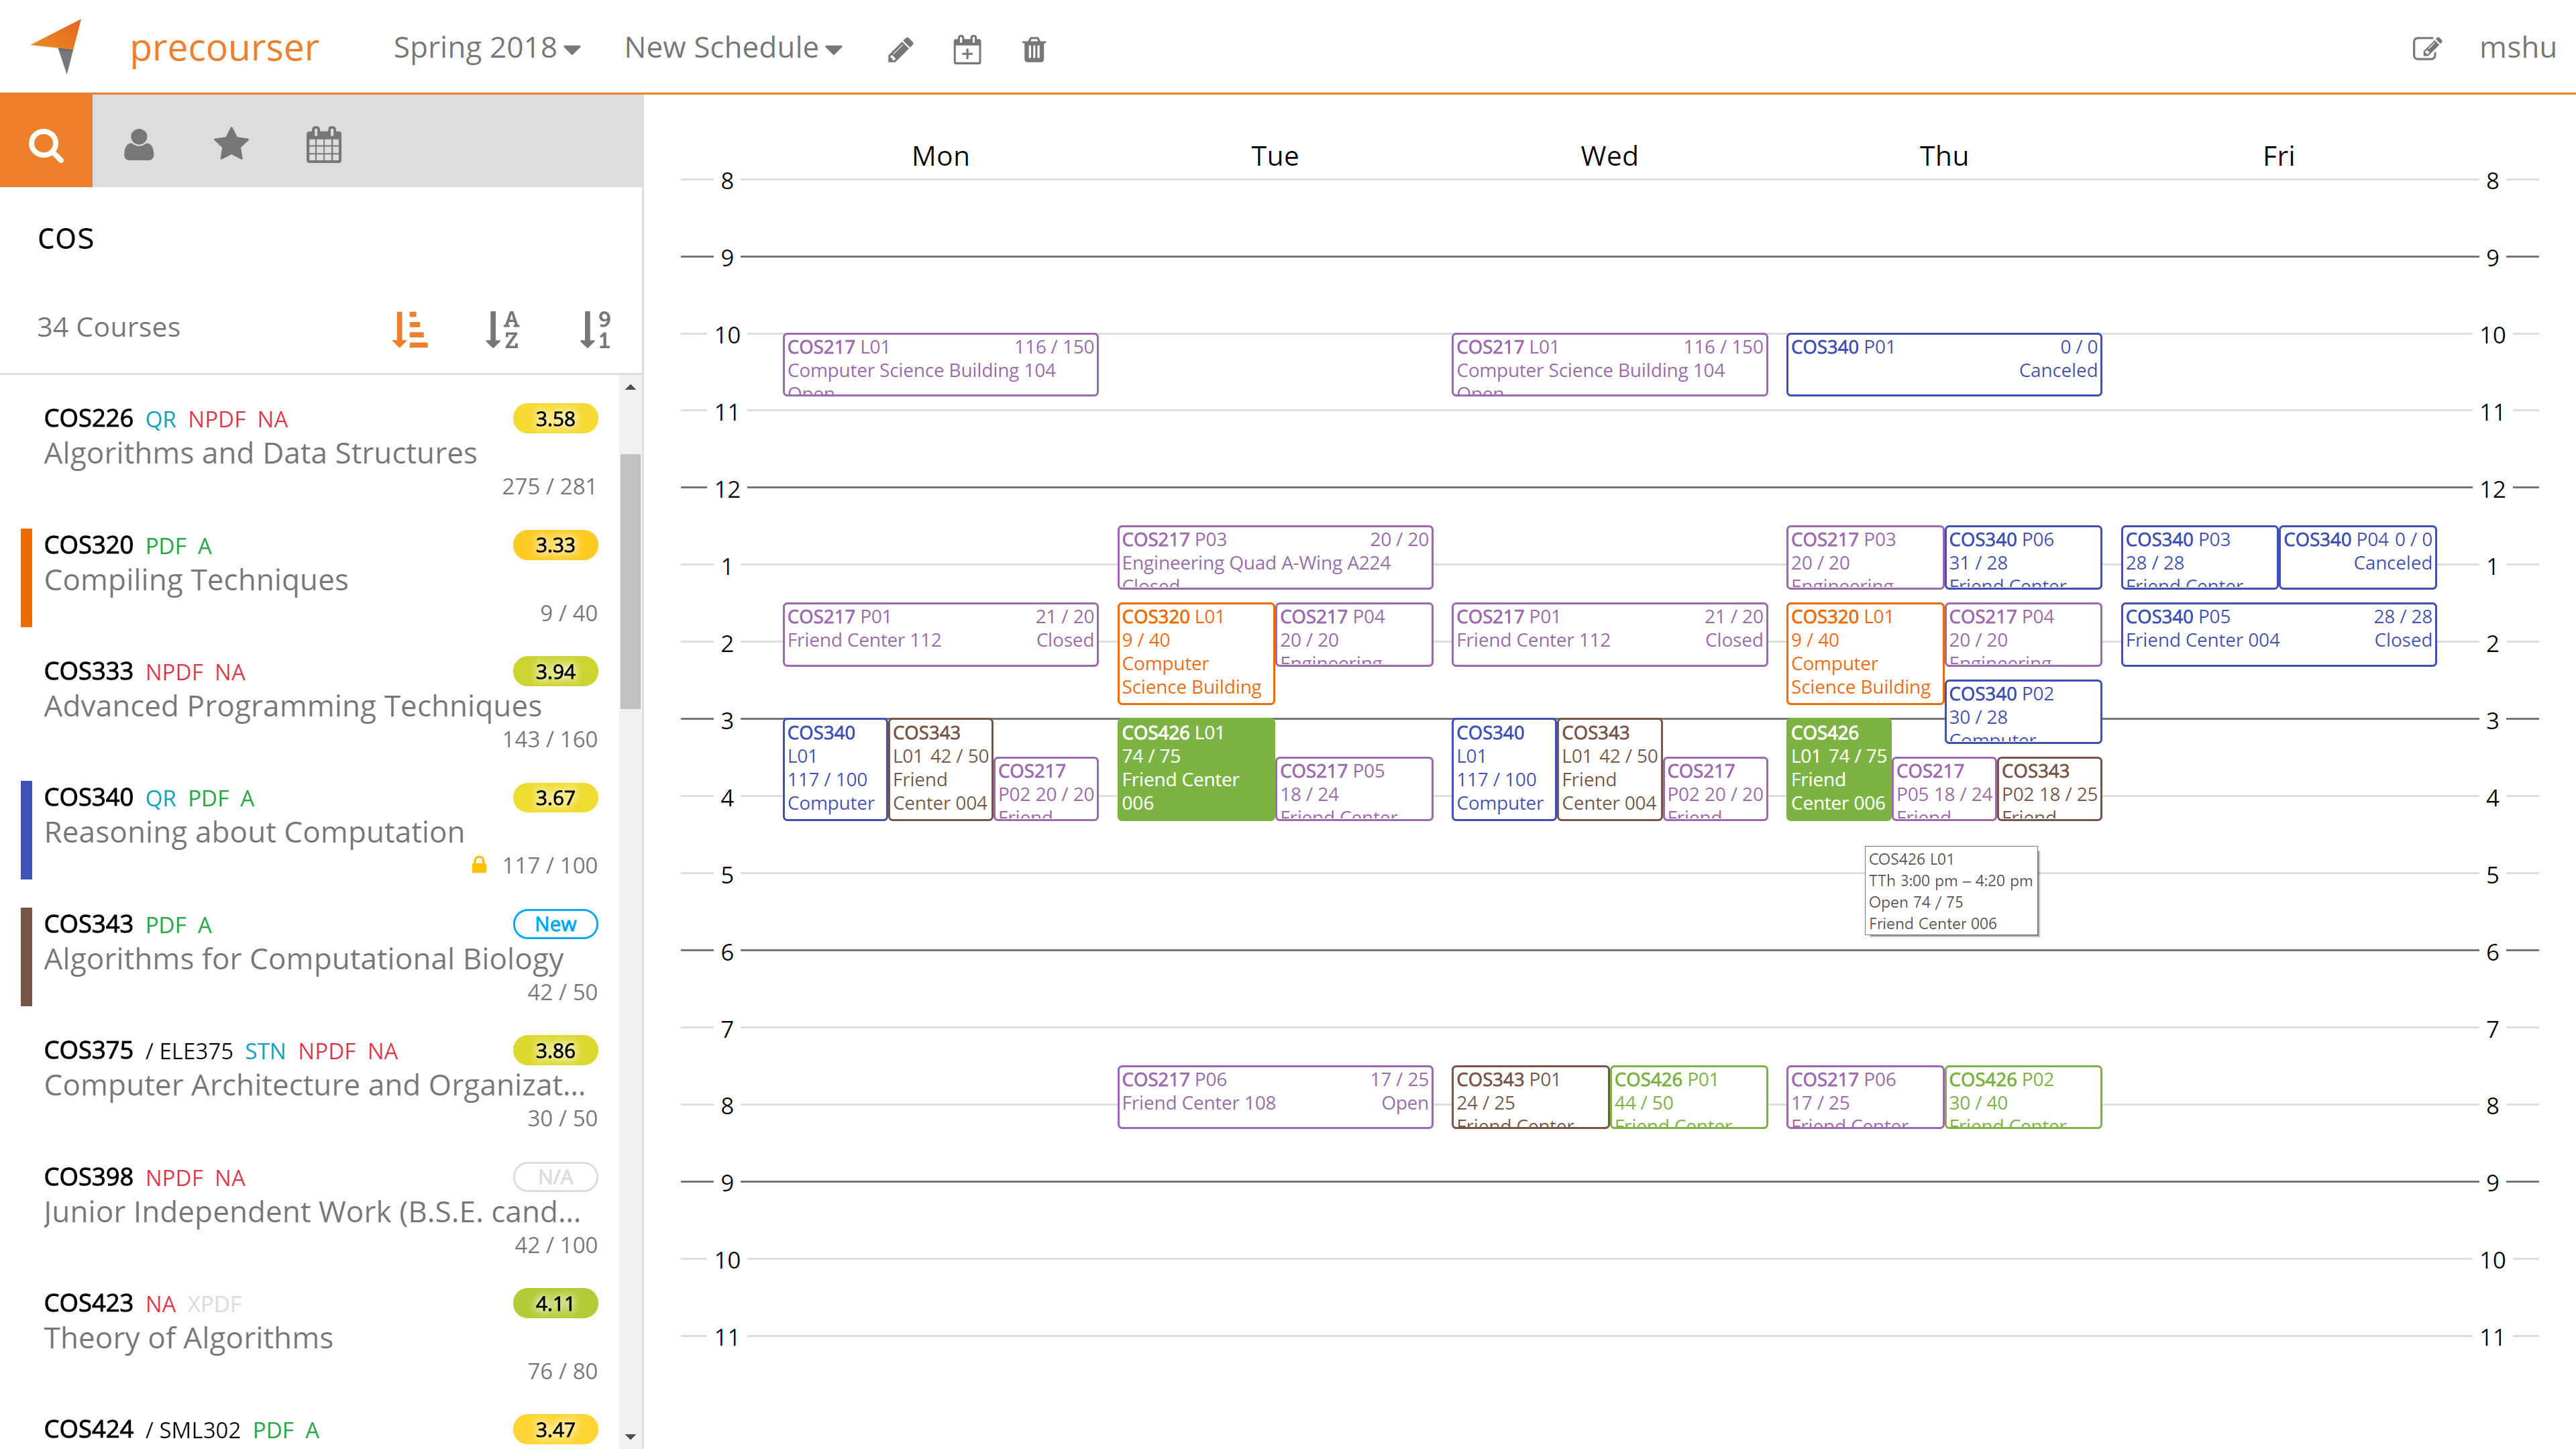 precourser
Spring 2018
New Schedule
mshu
cos
34 Courses
COS226 QR NPDF NA 3.58
Algorithms and Data Structures
275 / 281
COS320 PDF A 3.33
Compiling Techniques
9 / 40
COS333 NPDF NA 3.94
Advanced Programming Techniques
143 / 160
COS340 QR PDF A 3.67
Reasoning about Computation
117 / 100
COS343 PDF A New
Algorithms for Computational Biology
42 / 50
COS375 / ELE375 STN NPDF NA 3.86
Computer Architecture and Organizat...
30 / 50
COS398 NPDF NA N/A
Junior Independent Work (B.S.E. cand...
42 / 100
COS423 NA XPDF 4.11
Theory of Algorithms
76 / 80
COS424 / SML302 PDF A 3.47
Mon Tue Wed Thu Fri
8 8
9 9
10 10
COS217 L01 116 / 150
Computer Science Building 104
Open
COS217 L01 116 / 150
Computer Science Building 104
Open
COS340 P01 0 / 0
Canceled
11 11
12 12
COS217 P03 20 / 20
Engineering Quad A-Wing A224
Closed
COS217 P03
20 / 20
Engineering
COS340 P06
31 / 28
Friend Center
COS340 P03
28 / 28
Friend Center
COS340 P04 0 / 0
Canceled
1 1
COS217 P01 21 / 20
Friend Center 112 Closed
COS320 L01
9 / 40
Computer
Science Building
COS217 P04
20 / 20
Engineering
COS217 P01 21 / 20
Friend Center 112 Closed
COS320 L01
9 / 40
Computer
Science Building
COS217 P04
20 / 20
Engineering
COS340 P05 28 / 28
Friend Center 004 Closed
2 2
COS340 P02
30 / 28
Computer
3 3
COS340
L01
117 / 100
Computer
COS343
L01 42 / 50
Friend
Center 004
COS217
P02 20 / 20
Friend
COS426 L01
74 / 75
Friend Center
006
COS217 P05
18 / 24
Friend Center
COS340
L01
117 / 100
Computer
COS343
L01 42 / 50
Friend
Center 004
COS217
P02 20 / 20
Friend
COS426
L01 74 / 75
Friend
Center 006
COS217
P05 18 / 24
Friend
COS343
P02 18 / 25
Friend
4 4
COS426 L01
TTh 3:00 pm – 4:20 pm
Open 74 / 75
Friend Center 006
5 5
6 6
7 7
COS217 P06 17 / 25
Friend Center 108 Open
COS343 P01
24 / 25
Friend Center
COS426 P01
44 / 50
Friend Center
COS217 P06
17 / 25
Friend Center
COS426 P02
30 / 40
Friend Center
8 8
9 9
10 10
11 11